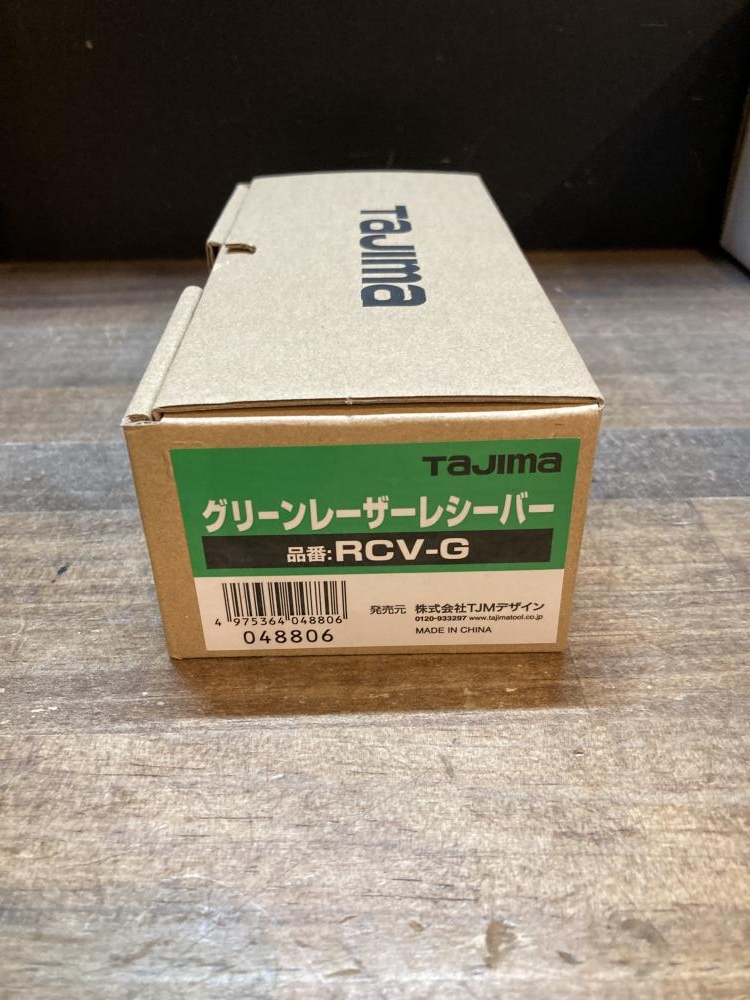 TAJIMA
TAJIMA
グリーンレーザーレシーバー
品番:RCV-G
4 975364 048806
048806
発売元 株式会社TJMデザイン
0120-933297 www.tajimatool.co.jp
MADE IN CHINA